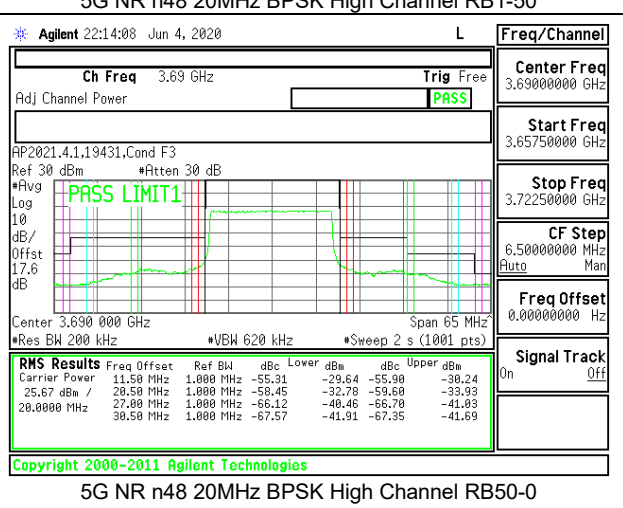 5G NR n48 20MHz BPSK High Channel RB1-50
Agilent 22:14:08 Jun 4, 2020 L
Freq/Channel
Ch Freq 3.69 GHz Trig Free
Adj Channel Power PASS
Center Freq
3.69000000 GHz
Start Freq
3.65750000 GHz
Stop Freq
3.72250000 GHz
CF Step
6.50000000 MHz
Auto Man
Freq Offset
0.00000000 Hz
Signal Track
On Off
AP2021.4.1,19431,Cond F3
Ref 30 dBm #Atten 30 dB
#Avg
Log
10
dB/
Offst
17.6
dB
PASS LIMIT1
Center 3.690 000 GHz Span 65 MHz^
#Res BW 200 kHz #VBW 620 kHz #Sweep 2 s (1001 pts)
RMS Results Freq Offset Ref BW dBc Lower dBm dBc Upper dBm
Carrier Power 11.50 MHz 1.000 MHz -55.31 -29.64 -55.90 -30.24
25.67 dBm / 20.50 MHz 1.000 MHz -58.45 -32.78 -59.60 -33.93
20.0000 MHz 27.00 MHz 1.000 MHz -66.12 -40.46 -66.70 -41.03
30.50 MHz 1.000 MHz -67.57 -41.91 -67.35 -41.69
Copyright 2000-2011 Agilent Technologies
5G NR n48 20MHz BPSK High Channel RB50-0